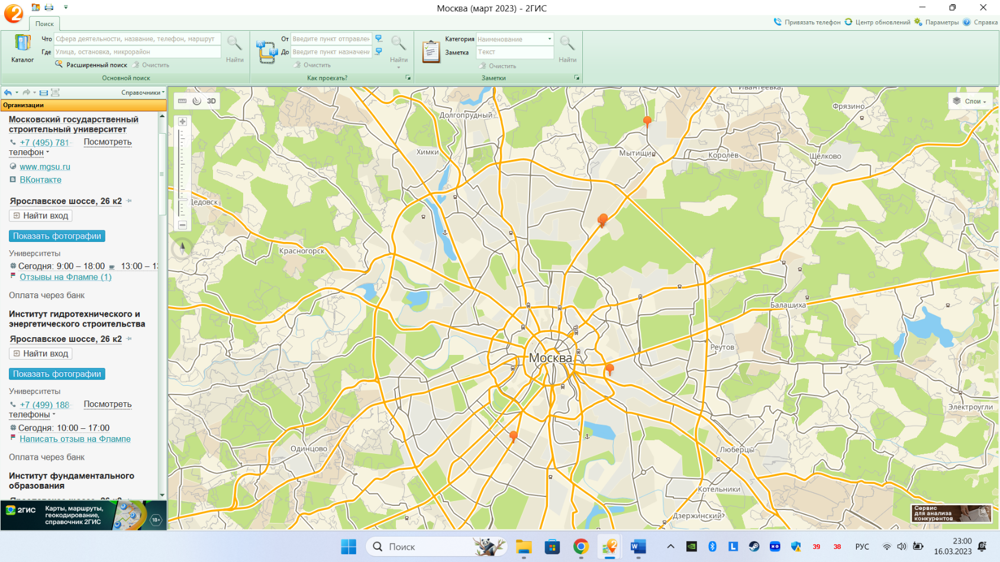 Москва (март 2023) - 2ГИС
Поиск
Привязать телефон
Центр обновлений
Параметры
Справка
Каталог
Что
Сфера деятельности, название, телефон, маршрут
Где
Улица, остановка, микрорайон
Расширенный поиск
Очистить
Найти
Основной поиск
От
Введите пункт отправлен
До
Введите пункт назначени
Очистить
Найти
Как проехать?
Категория
Наименование
Заметка
Текст
Очистить
Найти
Заметки
Справочники
Организации
Московский государственный
строительный университет
+7 (495) 781 Посмотреть
телефон
www.mgsu.ru
ВКонтакте
Ярославское шоссе, 26 к2
Найти вход
Показать фотографии
Университеты
Сегодня: 9:00 – 18:00 13:00 – 1
Отзывы на Флампе (1)
Оплата через банк
Институт гидротехнического и
энергетического строительства
Ярославское шоссе, 26 к2
Найти вход
Показать фотографии
Университеты
+7 (499) 188 Посмотреть
телефоны
Сегодня: 10:00 – 17:00
Написать отзыв на Флампе
Оплата через банк
Институт фундаментального
образования
Ярославское шоссе, 26 к2
2ГИС
Карты, маршруты,
геокодирование,
справочник 2ГИС
18+
3D
Слои
Ивантеевка
Фрязино
Долгопрудный
Химки
Мытищи
Королёв
Щёлково
Дедовск
Красногорск
Балашиха
Реутов
Москва
Электроугли
Одинцово
Люберцы
Котельники
Дзержинский
Сервис
для анализа
конкурентов
18+
Поиск
39
38
РУС
23:00
16.03.2023